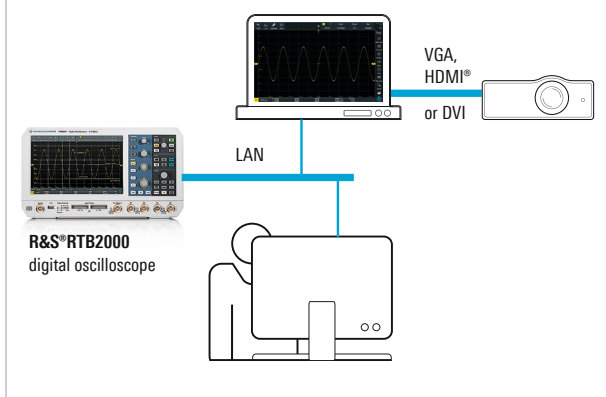 VGA,
HDMI®
or DVI
LAN
R&S®RTB2000
digital oscilloscope